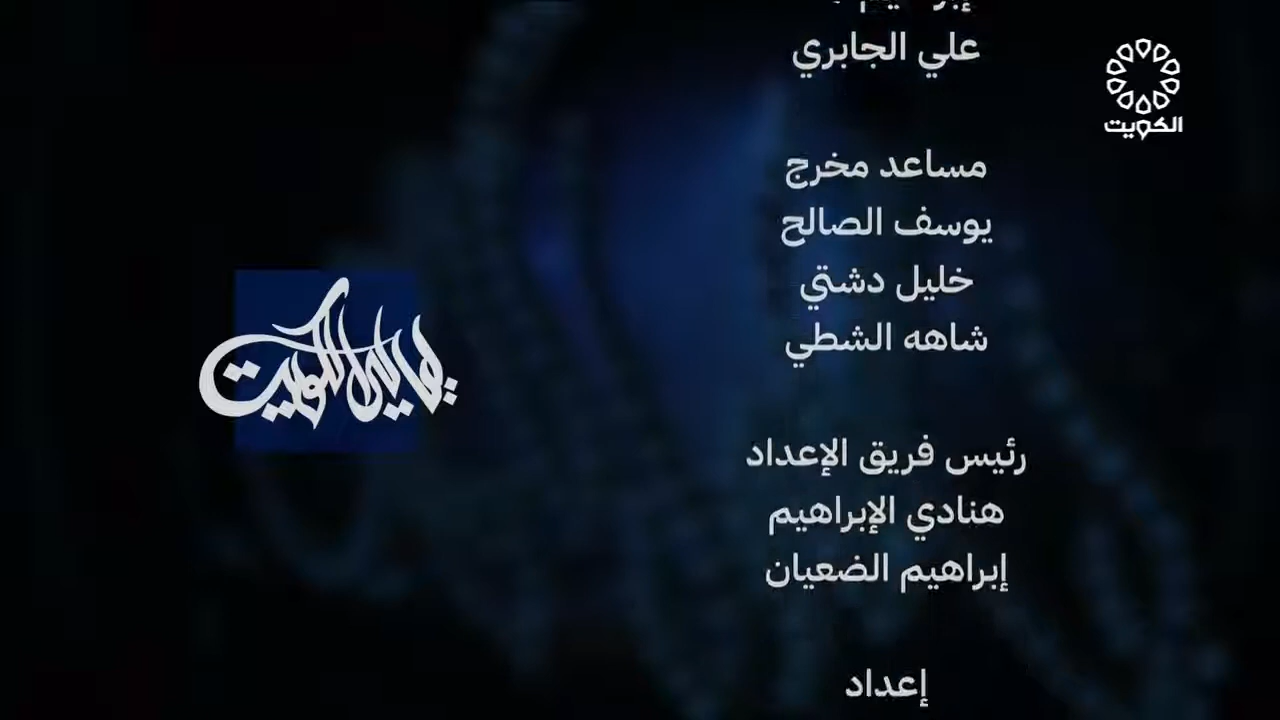 علي الجابري
الكويت
مساعد مخرج
يوسف الصالح
خليل دشتي
شاهه الشطي
الكويت
رئيس فريق الإعداد
هنادي الإبراهيم
إبراهيم الضعيان
إعداد